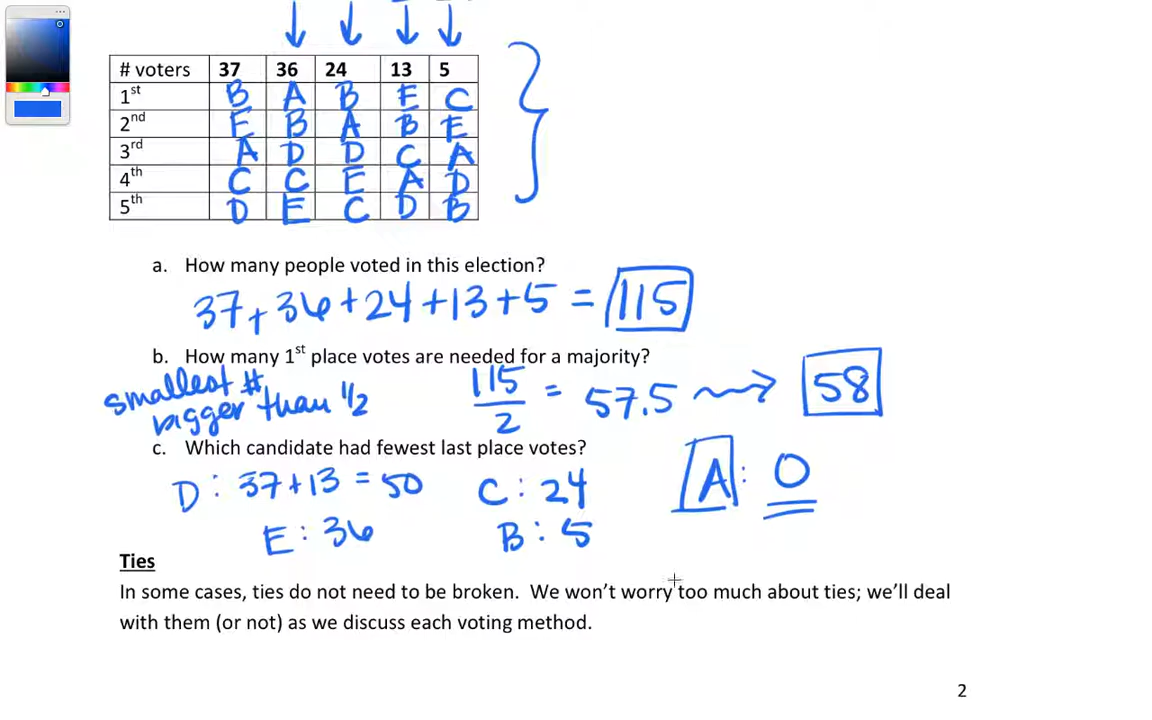 # voters 37 36 24 13 5
1st B A B E C
2nd E B A B E
3rd A D D C A
4th C C E A D
5th D E C D B
a. How many people voted in this election?
37+36+24+13+5 = 115
b. How many 1st place votes are needed for a majority?
smallest #
bigger than 1/2
115/2 = 57.5 58
c. Which candidate had fewest last place votes?
D: 37+13=50 C: 24 A: 0
E: 36 B: 5
Ties
In some cases, ties do not need to be broken. We won't worry too much about ties; we'll deal
with them (or not) as we discuss each voting method.
2